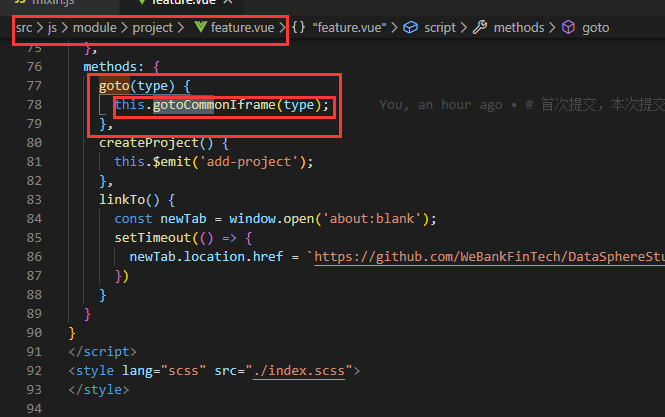 mixin.js feature.vue ×
src > js > module > project > feature.vue > {} "feature.vue" > script > methods > goto
75 },
76 methods: {
77 goto(type) {
78 this.gotoCommonIframe(type); You, an hour ago • # 首次提交，本次提交
79 },
80 createProject() {
81 this.$emit('add-project');
82 },
83 linkTo() {
84 const newTab = window.open('about:blank');
85 setTimeout(() => {
86 newTab.location.href = `https://github.com/WeBankFinTech/DataSphereStu
87 })
88 }
89 }
90 }
91 </script>
92 <style lang="scss" src="./index.scss">
93 </style>
94